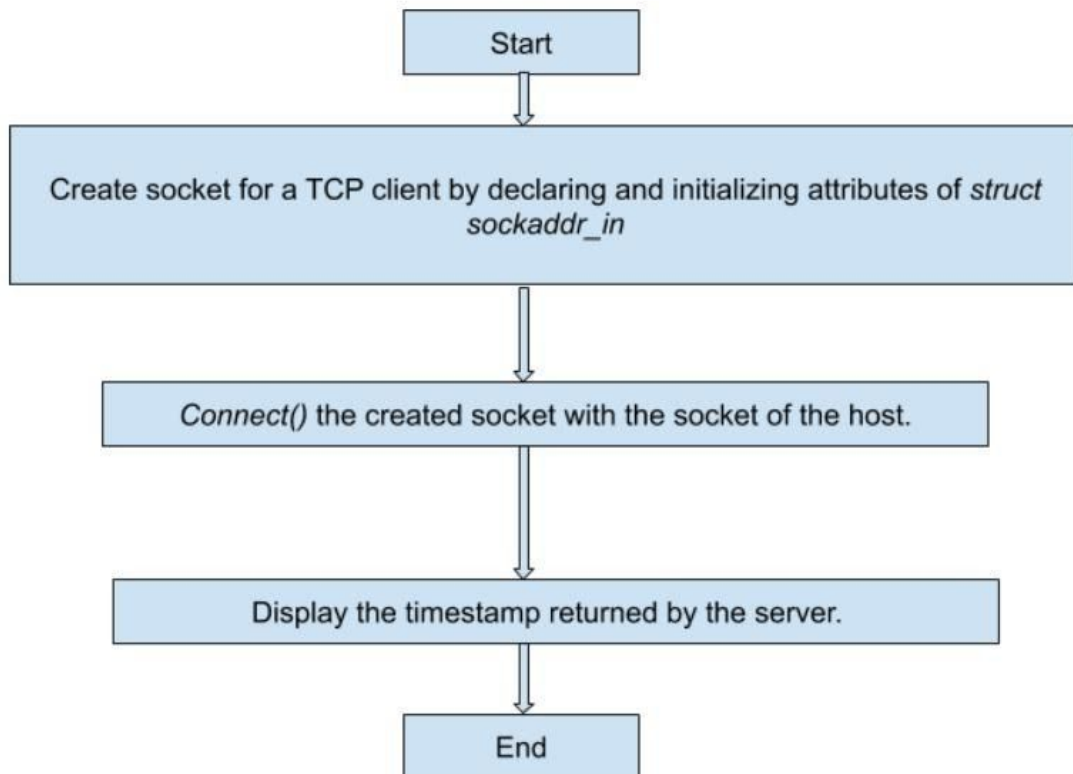 Start
Create socket for a TCP client by declaring and initializing attributes of struct
sockaddr_in
Connect() the created socket with the socket of the host.
Display the timestamp returned by the server.
End